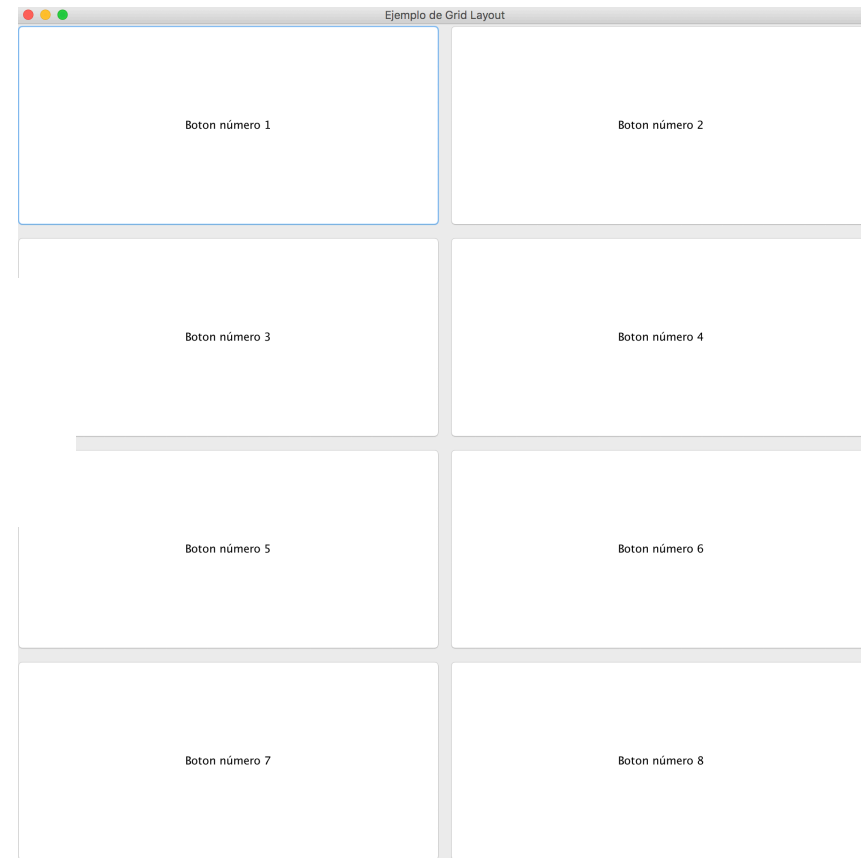 Ejemplo de Grid Layout
Boton número 1
Boton número 2
Boton número 3
Boton número 4
Boton número 5
Boton número 6
Boton número 7
Boton número 8